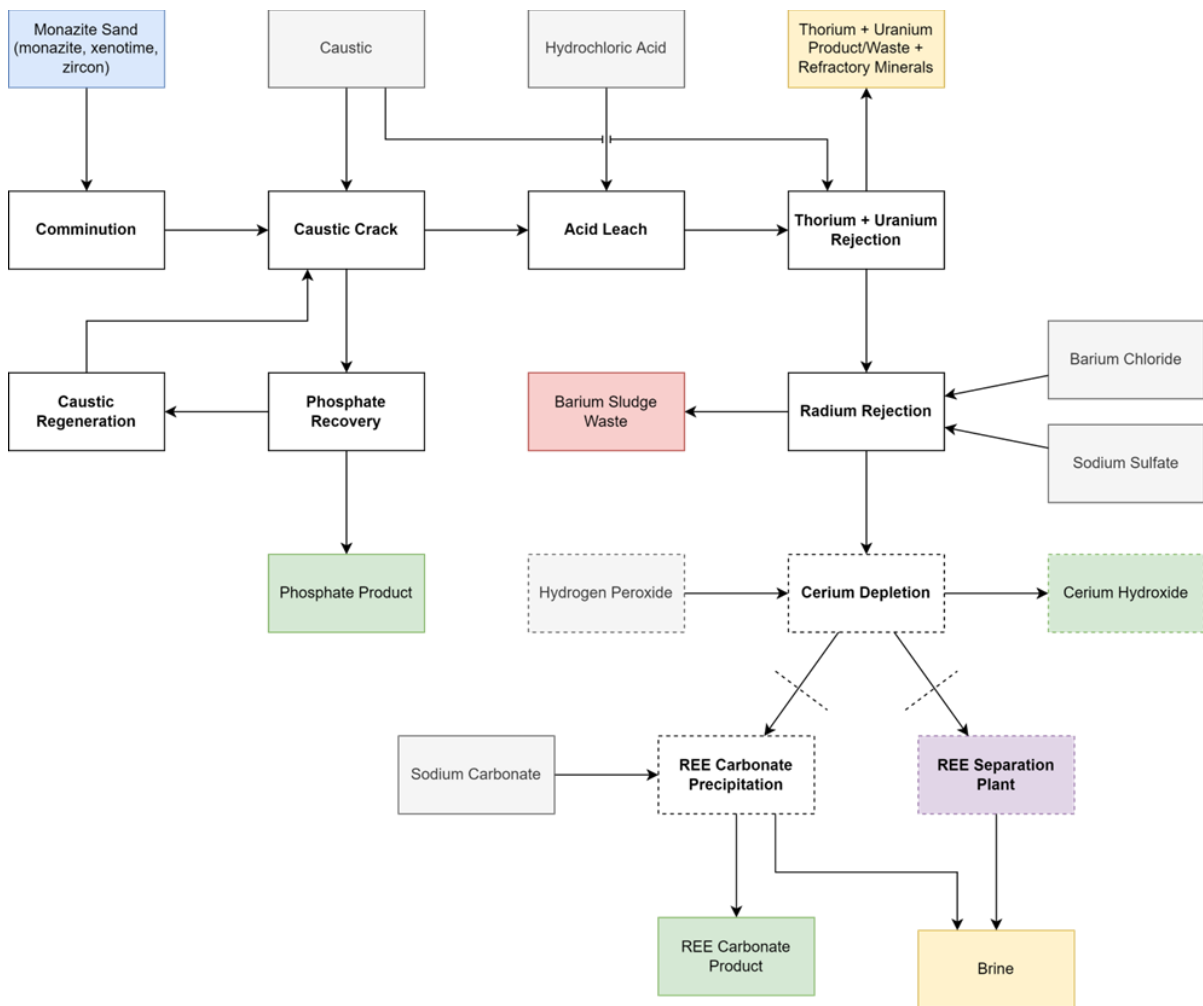 Monazite Sand
(monazite, xenotime,
zircon)
Caustic
Hydrochloric Acid
Thorium + Uranium
Product/Waste +
Refractory Minerals
Comminution
Caustic Crack
Acid Leach
Thorium + Uranium
Rejection
Caustic
Regeneration
Phosphate
Recovery
Barium Sludge
Waste
Radium Rejection
Barium Chloride
Sodium Sulfate
Phosphate Product
Hydrogen Peroxide
Cerium Depletion
Cerium Hydroxide
Sodium Carbonate
REE Carbonate
Precipitation
REE Separation
Plant
REE Carbonate
Product
Brine